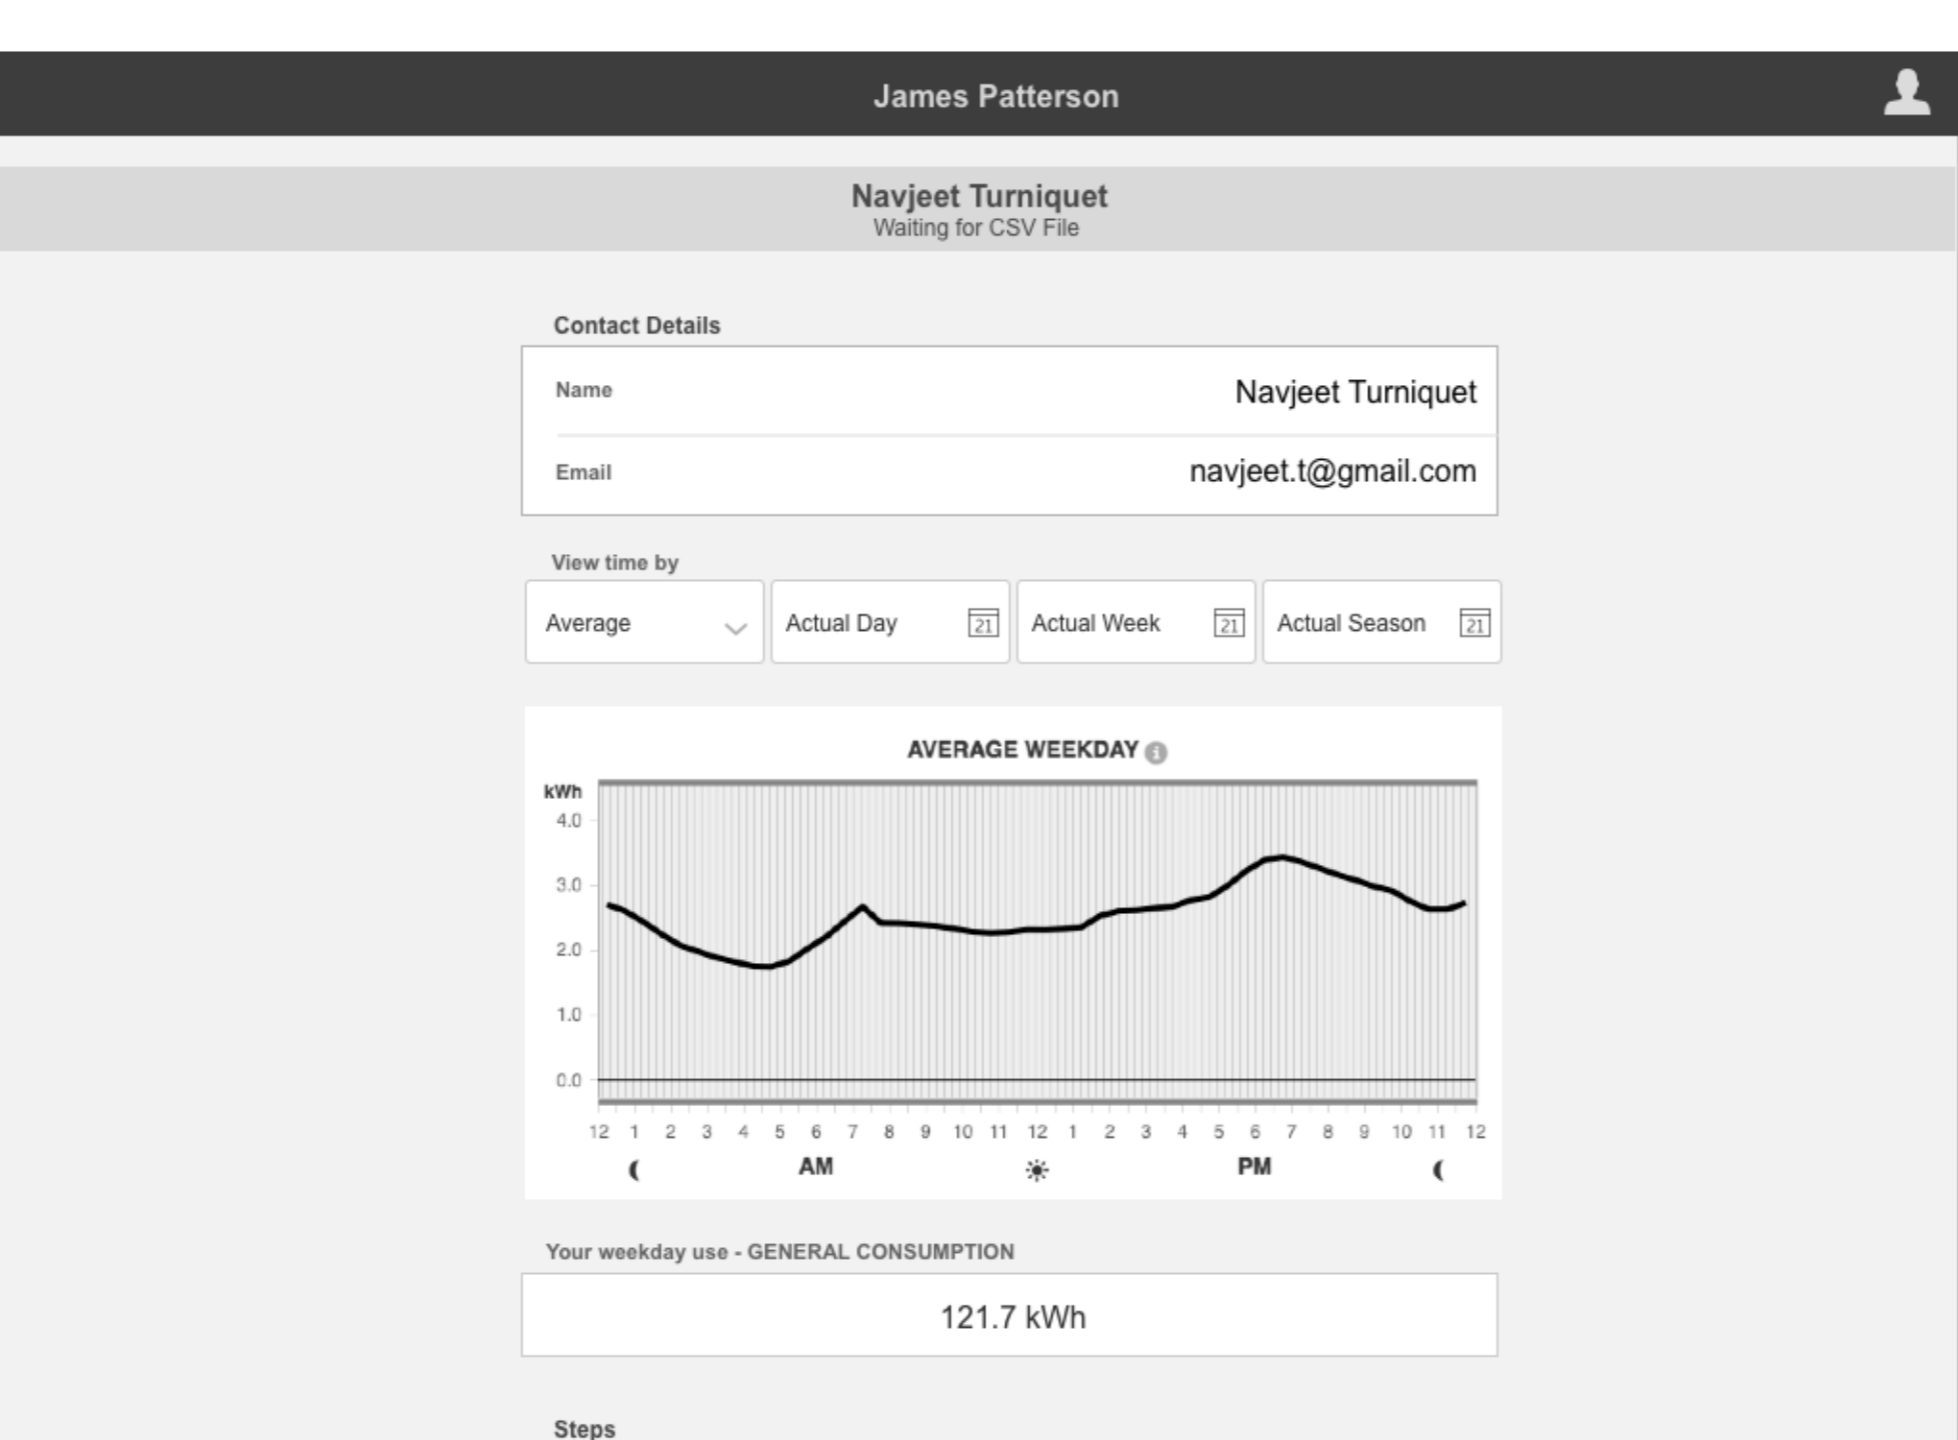 James Patterson
Navjeet Turniquet
Waiting for CSV File
Contact Details
Name Navjeet Turniquet
Email navjeet.t@gmail.com
View time by
Average Actual Day 21 Actual Week 21 Actual Season 21
AVERAGE WEEKDAY i
kWh
4.0
3.0
2.0
1.0
0.0
12 1 2 3 4 5 6 7 8 9 10 11 12 1 2 3 4 5 6 7 8 9 10 11 12
AM PM
Your weekday use - GENERAL CONSUMPTION
121.7 kWh
Steps